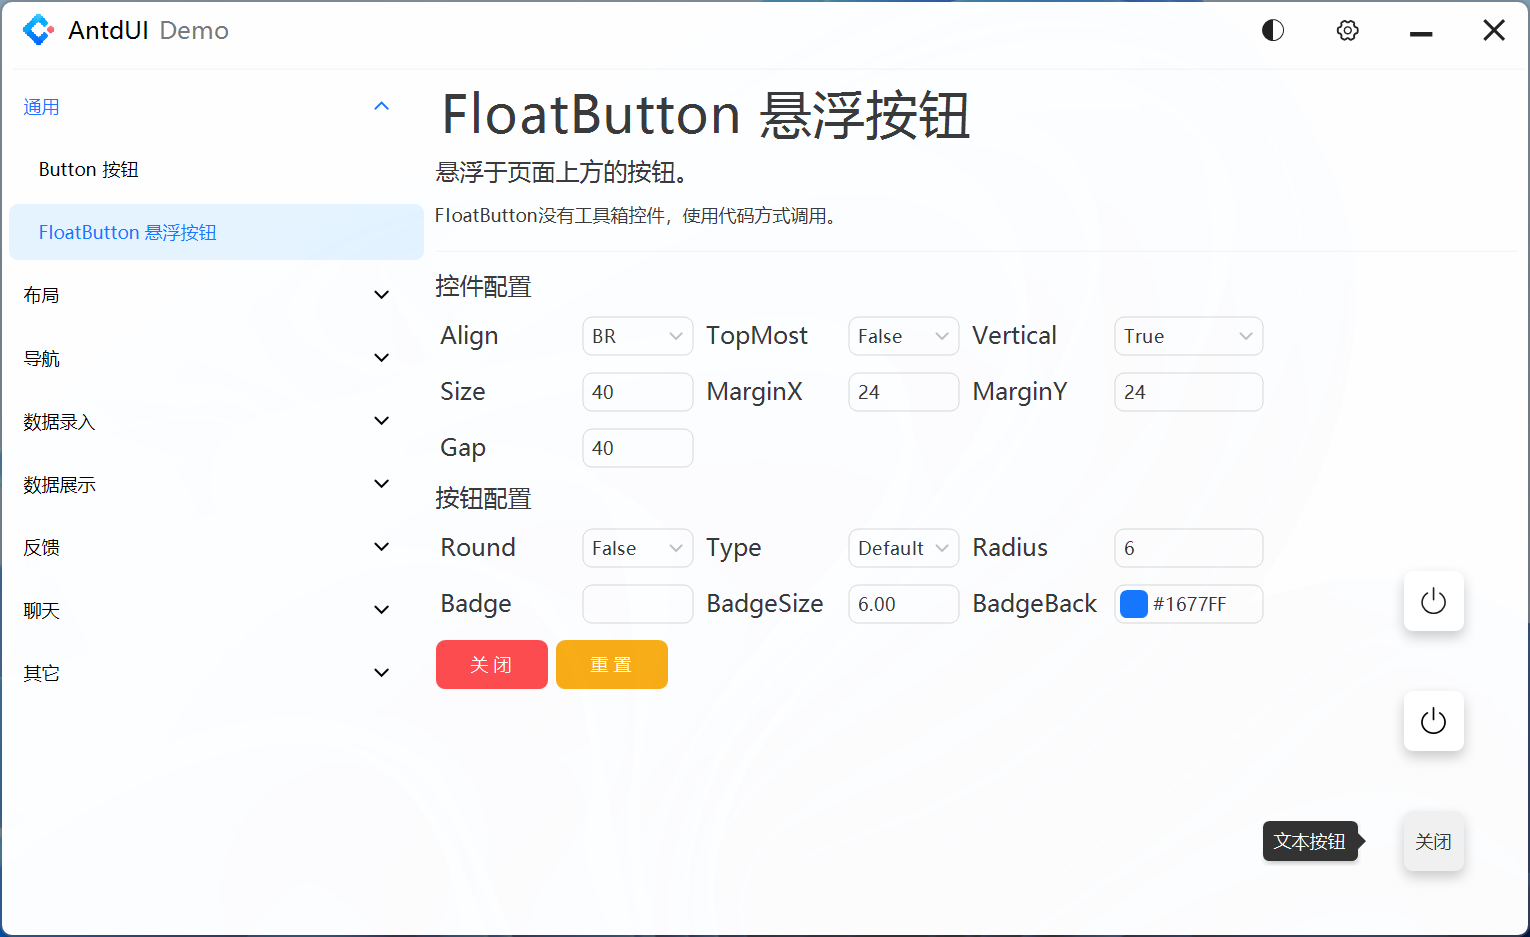 AntdUI Demo
通用
Button 按钮
FloatButton 悬浮按钮
布局
导航
数据录入
数据展示
反馈
聊天
其它
FloatButton 悬浮按钮
悬浮于页面上方的按钮。
FloatButton没有工具箱控件，使用代码方式调用。
控件配置
Align BR TopMost False Vertical True
Size 40 MarginX 24 MarginY 24
Gap 40
按钮配置
Round False Type Default Radius 6
Badge BadgeSize 6.00 BadgeBack #1677FF
关闭 重置
文本按钮 关闭